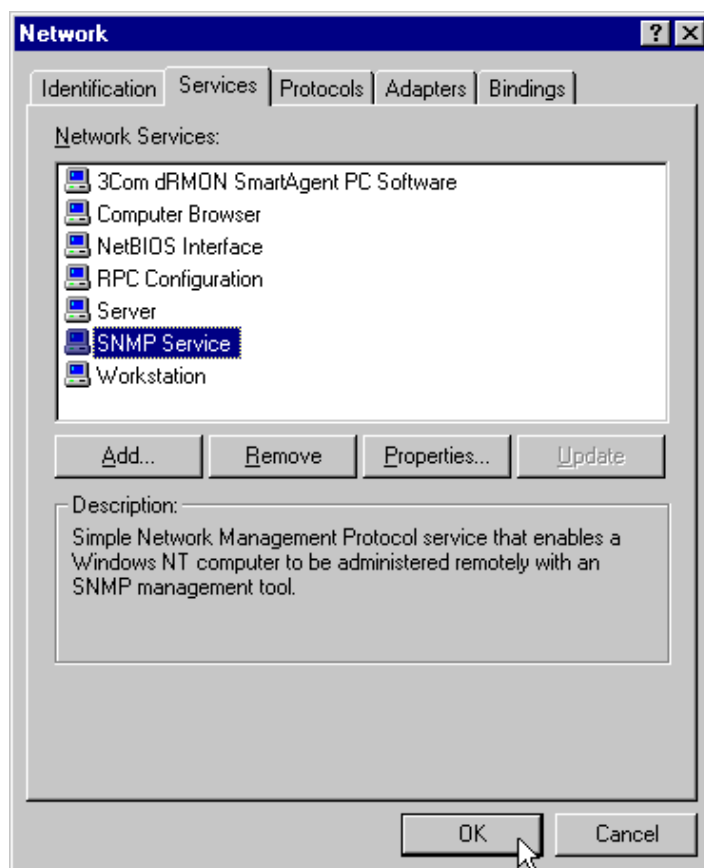 Network
Identification Services Protocols Adapters Bindings
Network Services:
3Com dRMON SmartAgent PC Software
Computer Browser
NetBIOS Interface
RPC Configuration
Server
SNMP Service
Workstation
Add... Remove Properties... Update
Description:
Simple Network Management Protocol service that enables a
Windows NT computer to be administered remotely with an
SNMP management tool.
OK Cancel